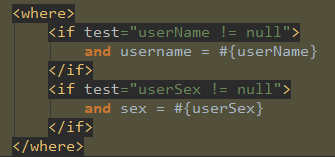 <where>
<if test="userName != null">
and username = #{userName}
</if>
<if test="userSex != null">
and sex = #{userSex}
</if>
</where>